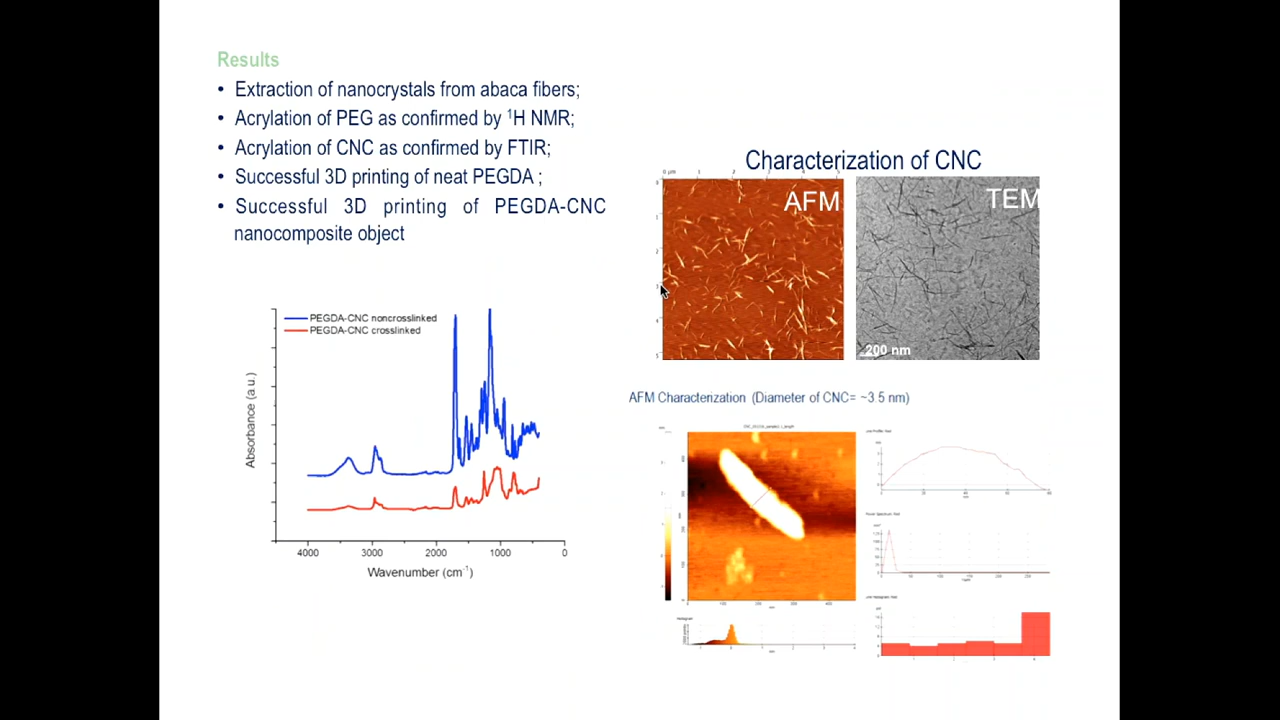 Results
• Extraction of nanocrystals from abaca fibers;
• Acrylation of PEG as confirmed by ¹H NMR;
• Acrylation of CNC as confirmed by FTIR;
• Successful 3D printing of neat PEGDA ;
• Successful 3D printing of PEGDA-CNC
nanocomposite object
Characterization of CNC
AFM
TEM
200 nm
PEGDA-CNC noncrosslinked
PEGDA-CNC crosslinked
Absorbance (a.u.)
4000 3000 2000 1000 0
Wavenumber (cm⁻¹)
AFM Characterization (Diameter of CNC= ~3.5 nm)